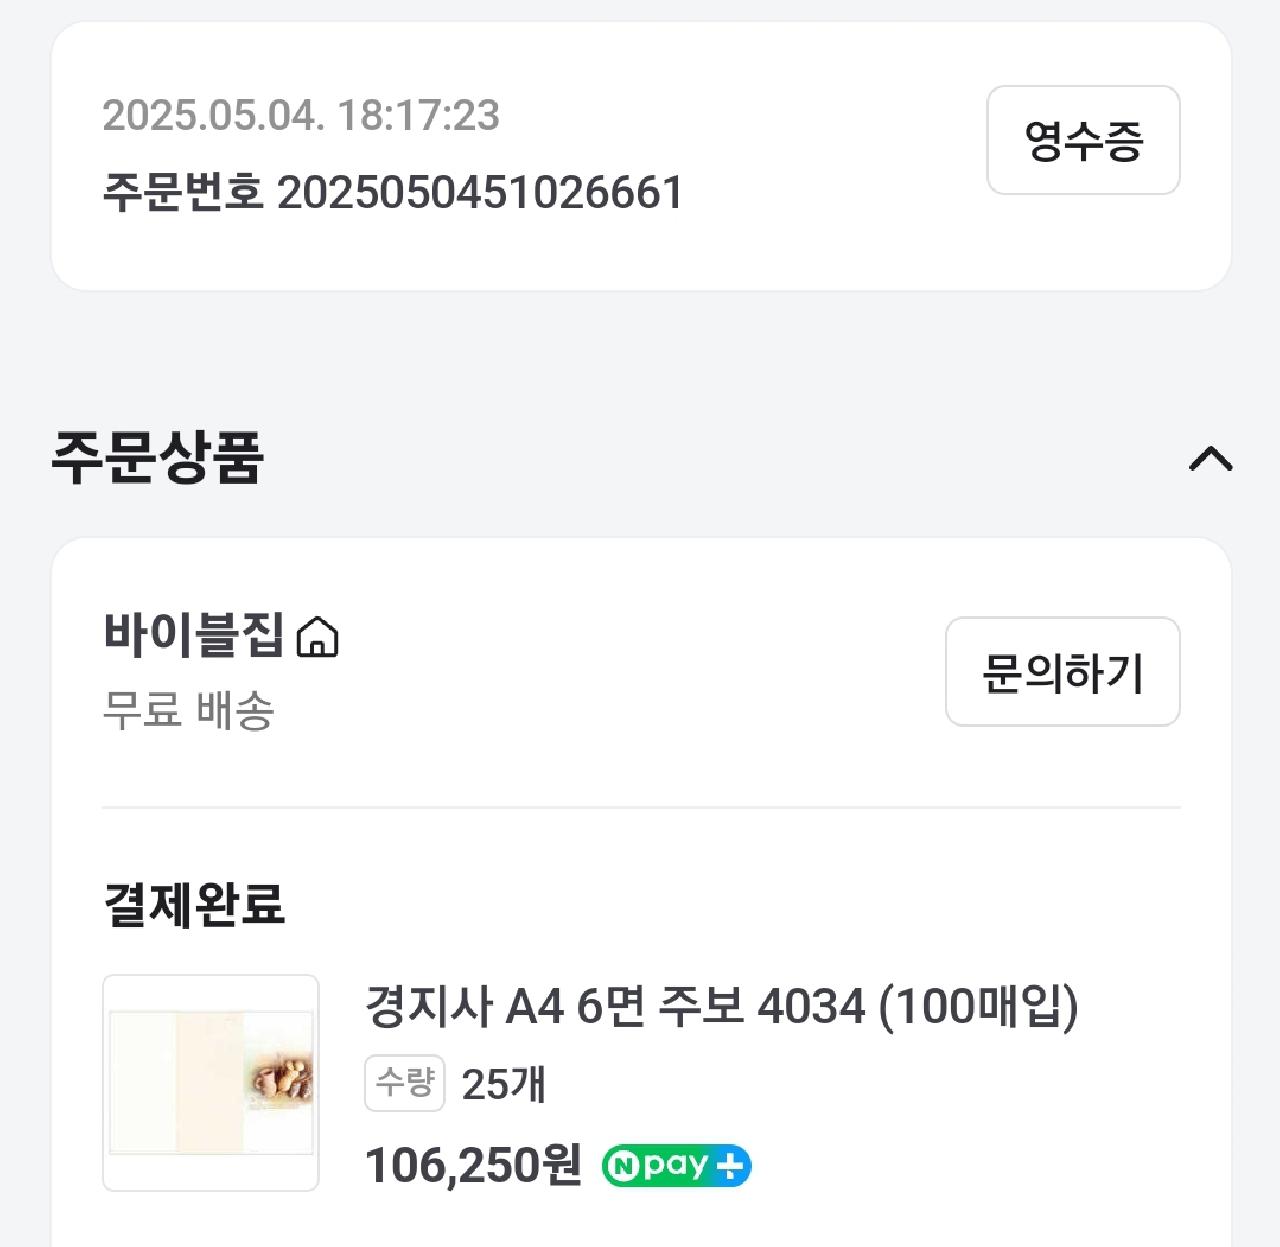 2025.05.04. 18:17:23
영수증
주문번호 2025050451026661
주문상품
바이블집
문의하기
무료 배송
결제완료
경지사 A4 6면 주보 4034 (100매입)
수량 25개
106,250원 N pay +